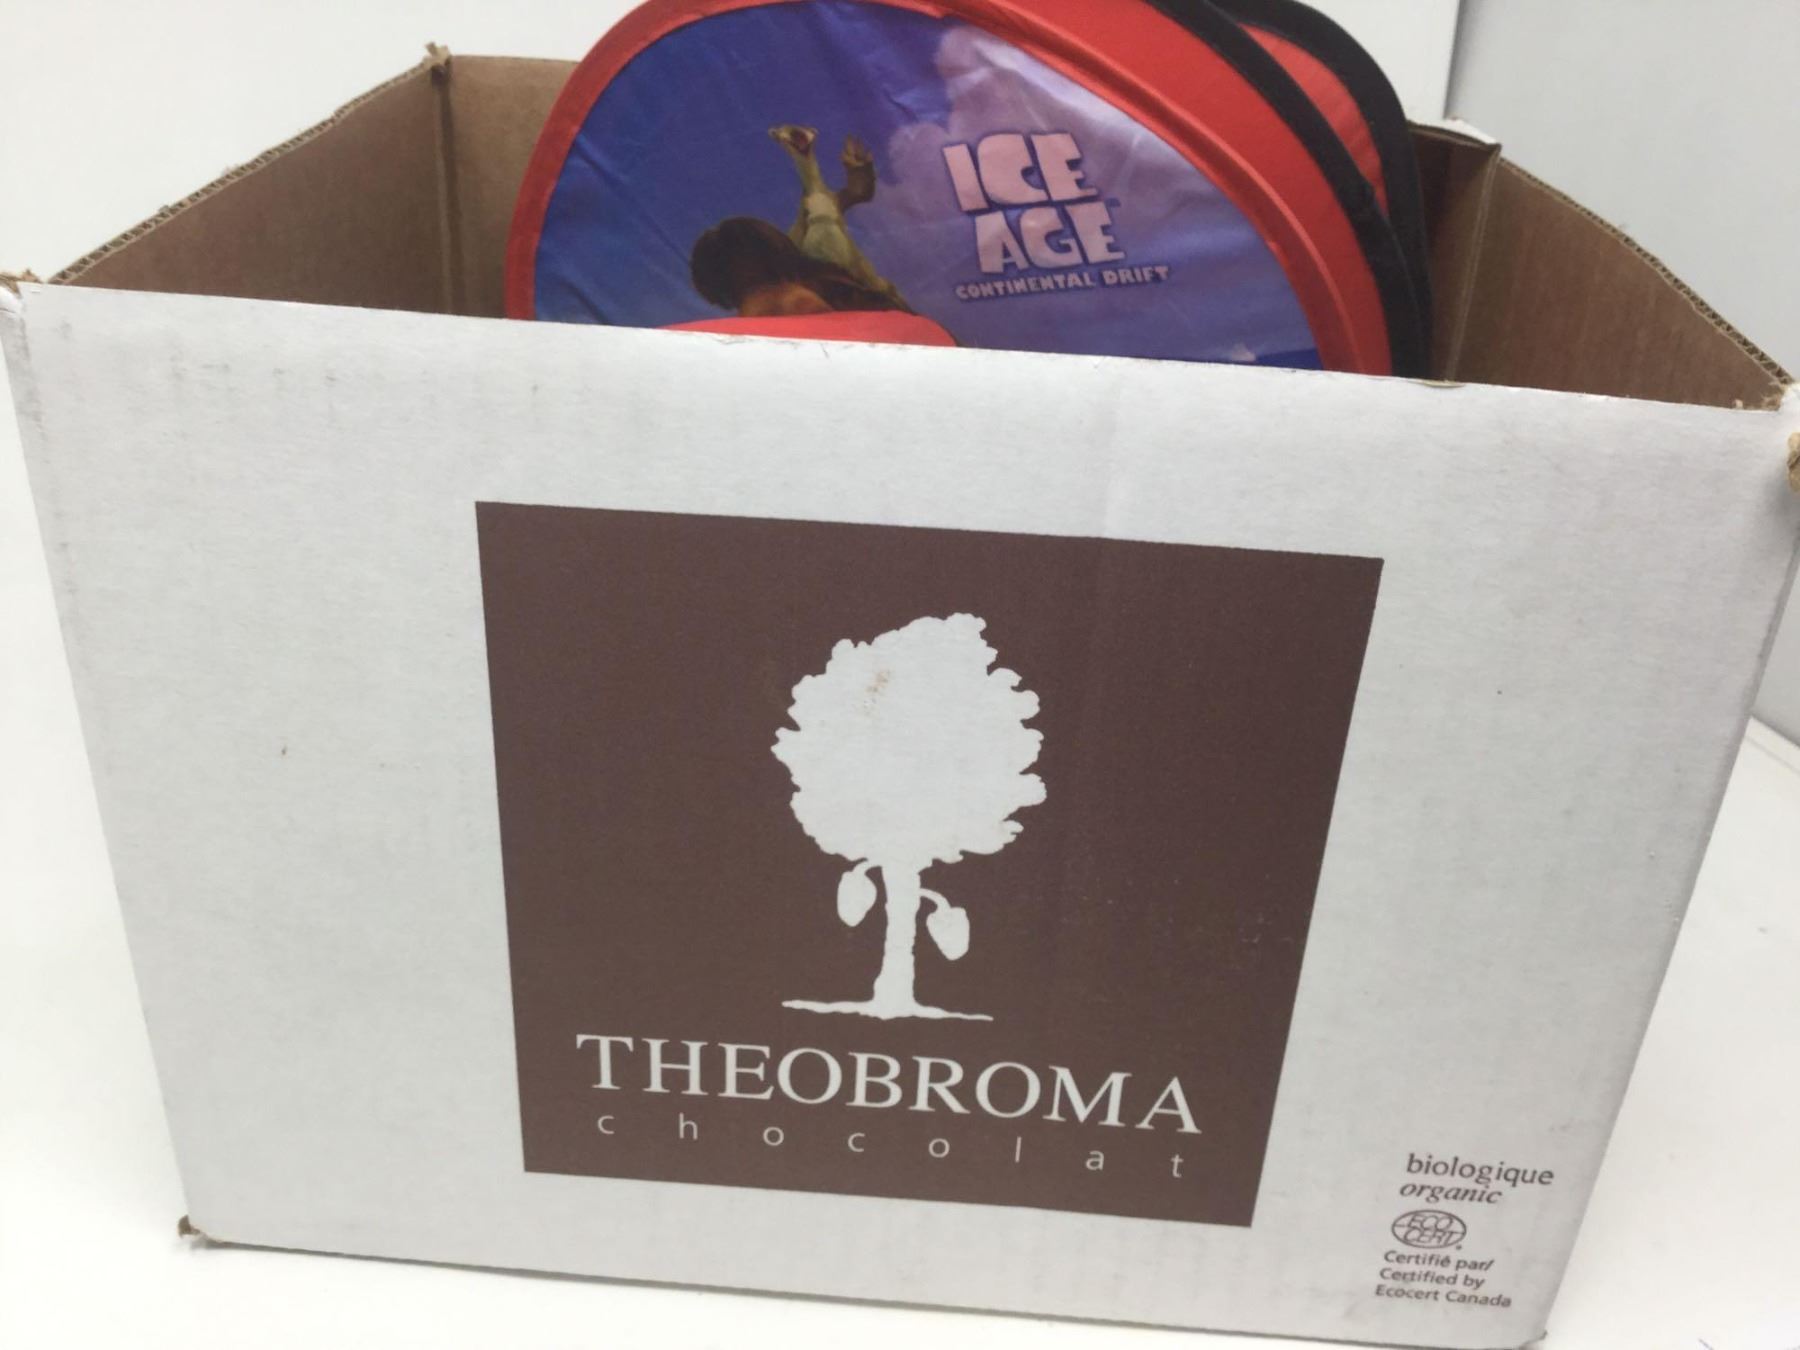 ICE
AGE
CONTINENTAL DRIFT
THEOBROMA
chocolat
biologique
organic
ECO
CERT
Certifié par/
Certified by
Ecocert Canada